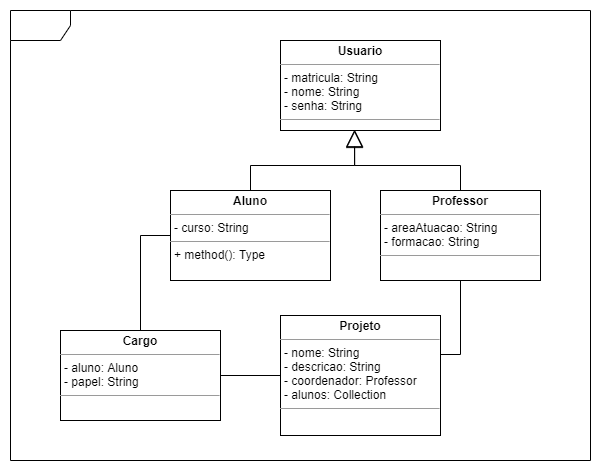 Usuario
- matricula: String
- nome: String
- senha: String
Aluno
- curso: String
+ method(): Type
Professor
- areaAtuacao: String
- formacao: String
Cargo
- aluno: Aluno
- papel: String
Projeto
- nome: String
- descricao: String
- coordenador: Professor
- alunos: Collection